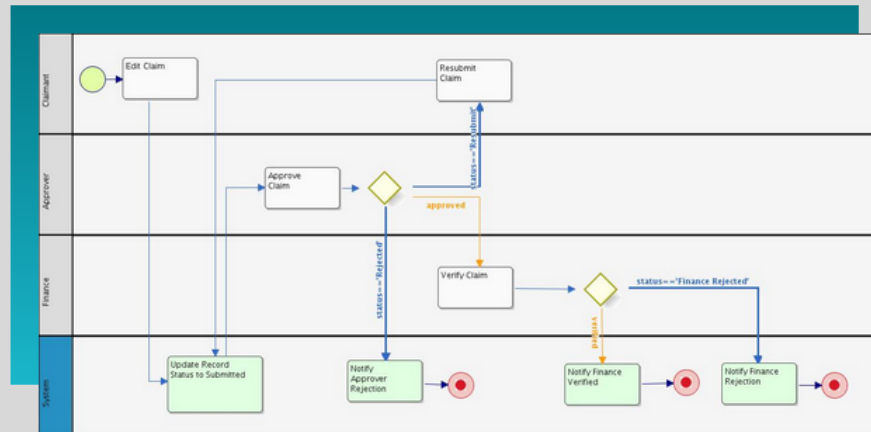 Claimant
Edit Claim
Resubmit
Claim
status=='Resubmit'
Approver
Approve
Claim
approved
status=='Rejected'
Finance
Verify Claim
status=='Finance Rejected'
verified
System
Update Record
Status to Submitted
Notify
Approver
Rejection
Notify Finance
Verified
Notify Finance
Rejection